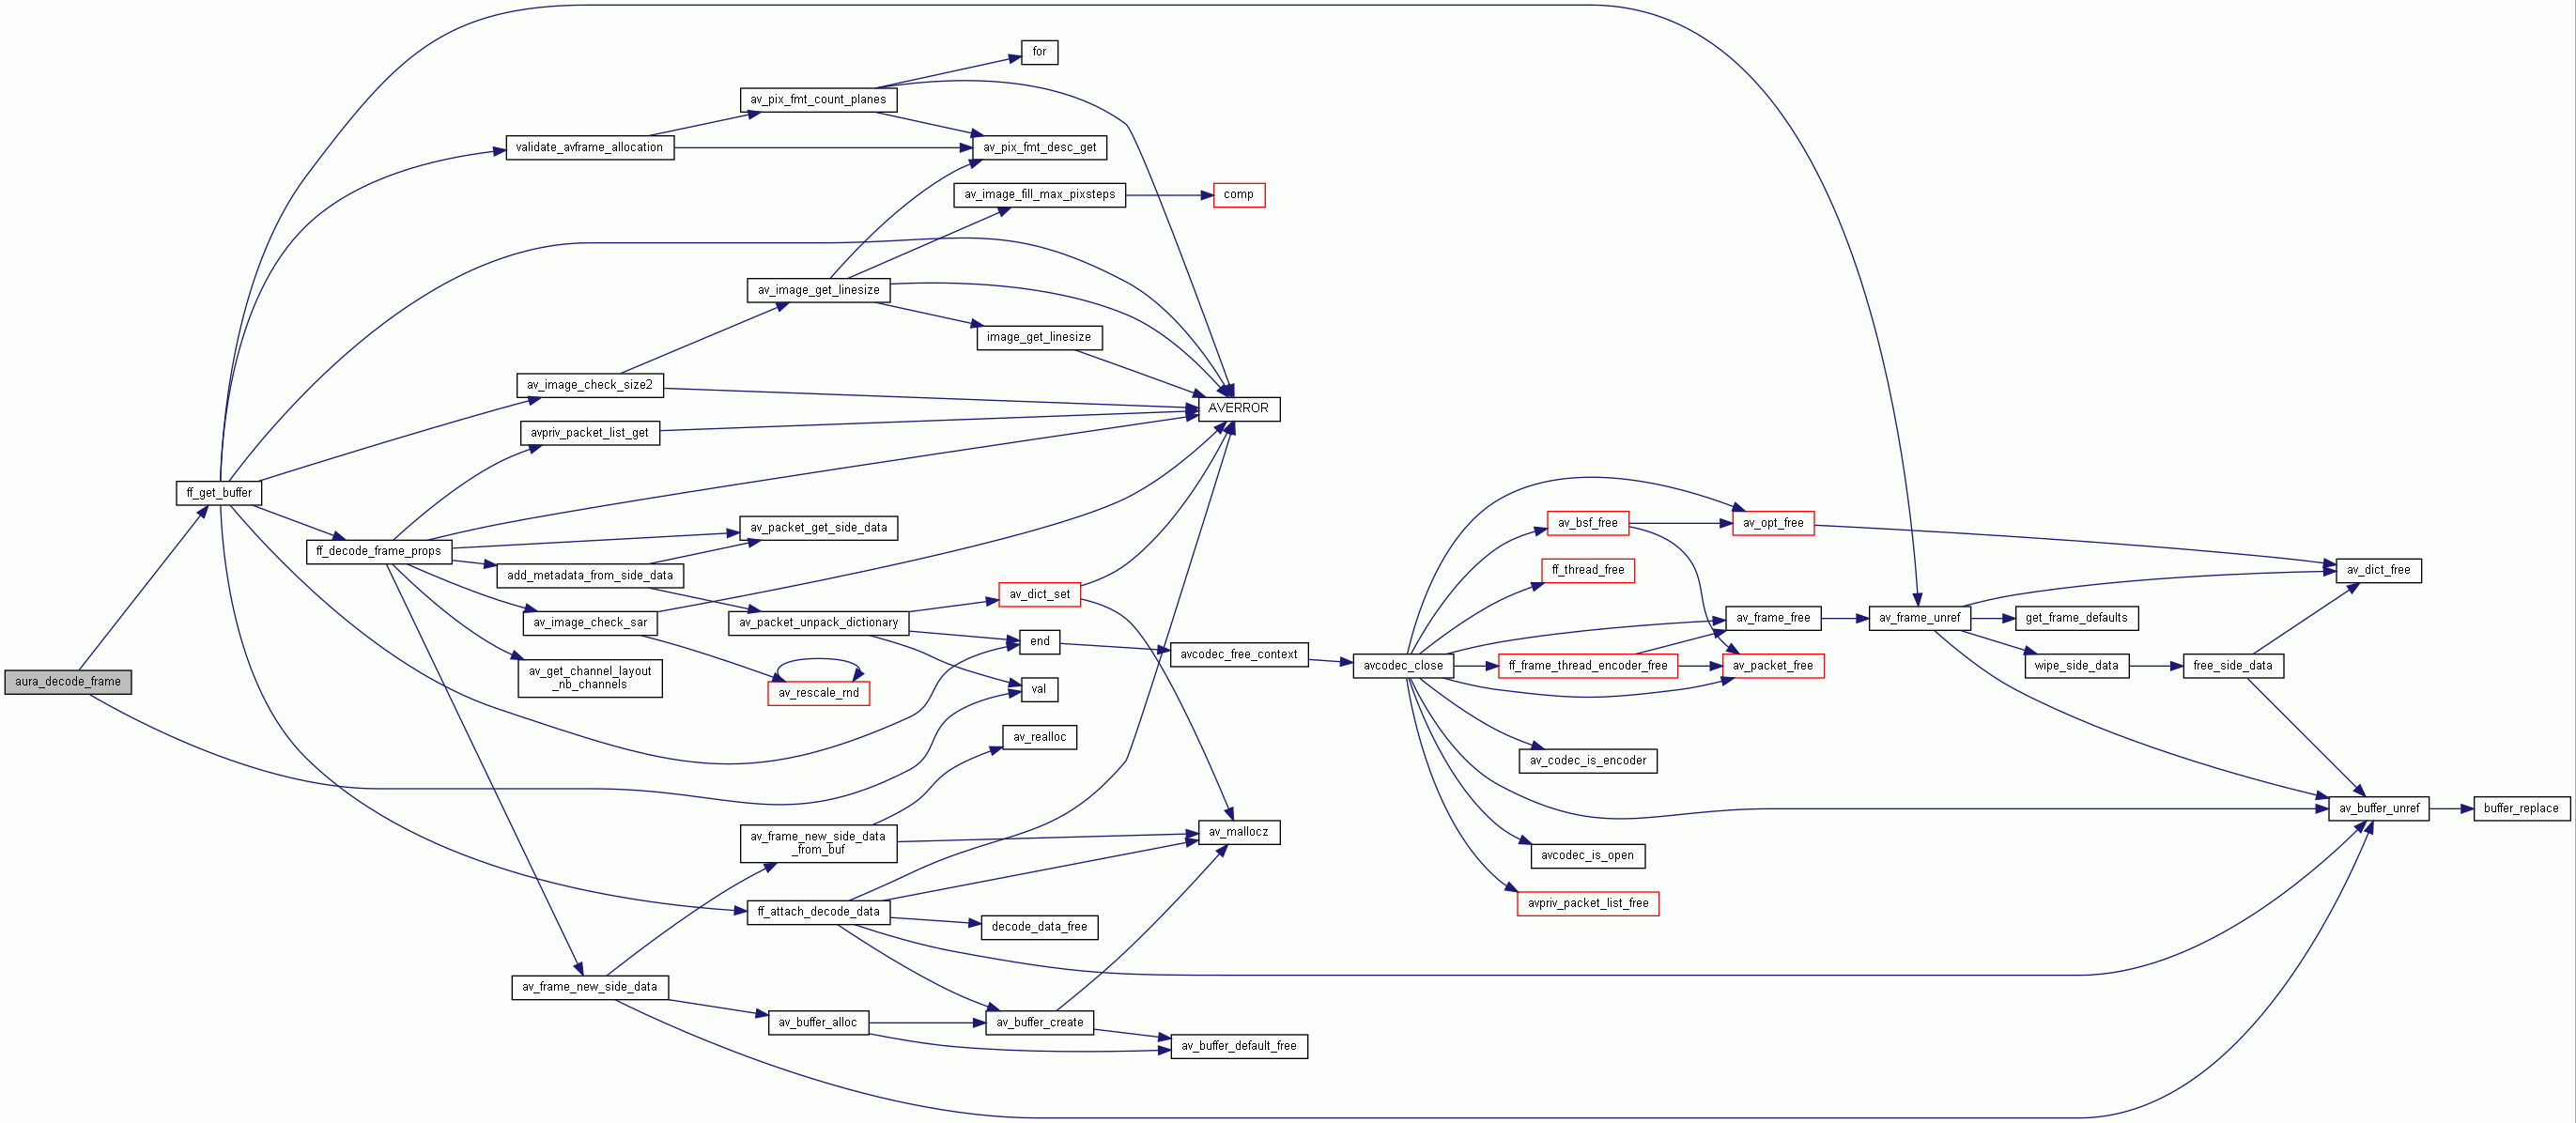 for
av_pix_fmt_count_planes
validate_avframe_allocation
av_pix_fmt_desc_get
av_image_fill_max_pixsteps
comp
av_image_get_linesize
image_get_linesize
av_image_check_size2
AVERROR
avpriv_packet_list_get
ff_get_buffer
av_packet_get_side_data
av_bsf_free
av_opt_free
ff_decode_frame_props
add_metadata_from_side_data
ff_thread_free
av_dict_free
av_dict_set
av_image_check_sar
av_packet_unpack_dictionary
av_frame_free
av_frame_unref
get_frame_defaults
end
avcodec_free_context
avcodec_close
ff_frame_thread_encoder_free
av_packet_free
wipe_side_data
free_side_data
av_get_channel_layout
_nb_channels
aura_decode_frame
av_rescale_rnd
val
av_realloc
av_codec_is_encoder
av_buffer_unref
buffer_replace
av_frame_new_side_data
_from_buf
av_mallocz
avcodec_is_open
avpriv_packet_list_free
ff_attach_decode_data
decode_data_free
av_frame_new_side_data
av_buffer_alloc
av_buffer_create
av_buffer_default_free